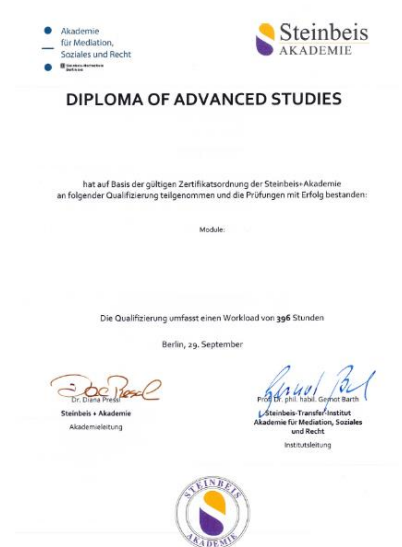 Akademie
für Mediation,
Soziales und Recht
Steinbeis
AKADEMIE
DIPLOMA OF ADVANCED STUDIES
hat auf Basis der gültigen Zertifikatsordnung der Steinbeis+Akademie
an folgender Qualifizierung teilgenommen und die Prüfungen mit Erfolg bestanden:
Module:
Die Qualifizierung umfasst einen Workload von 396 Stunden
Berlin, 29. September
Dr. Diana Pressl
Steinbeis + Akademie
Akademieleitung
Prof. Dr. phil. habil. Gernot Barth
Steinbeis-Transfer-Institut
Akademie für Mediation, Soziales
und Recht
Institutsleitung
STEINBEIS
AKADEMIE